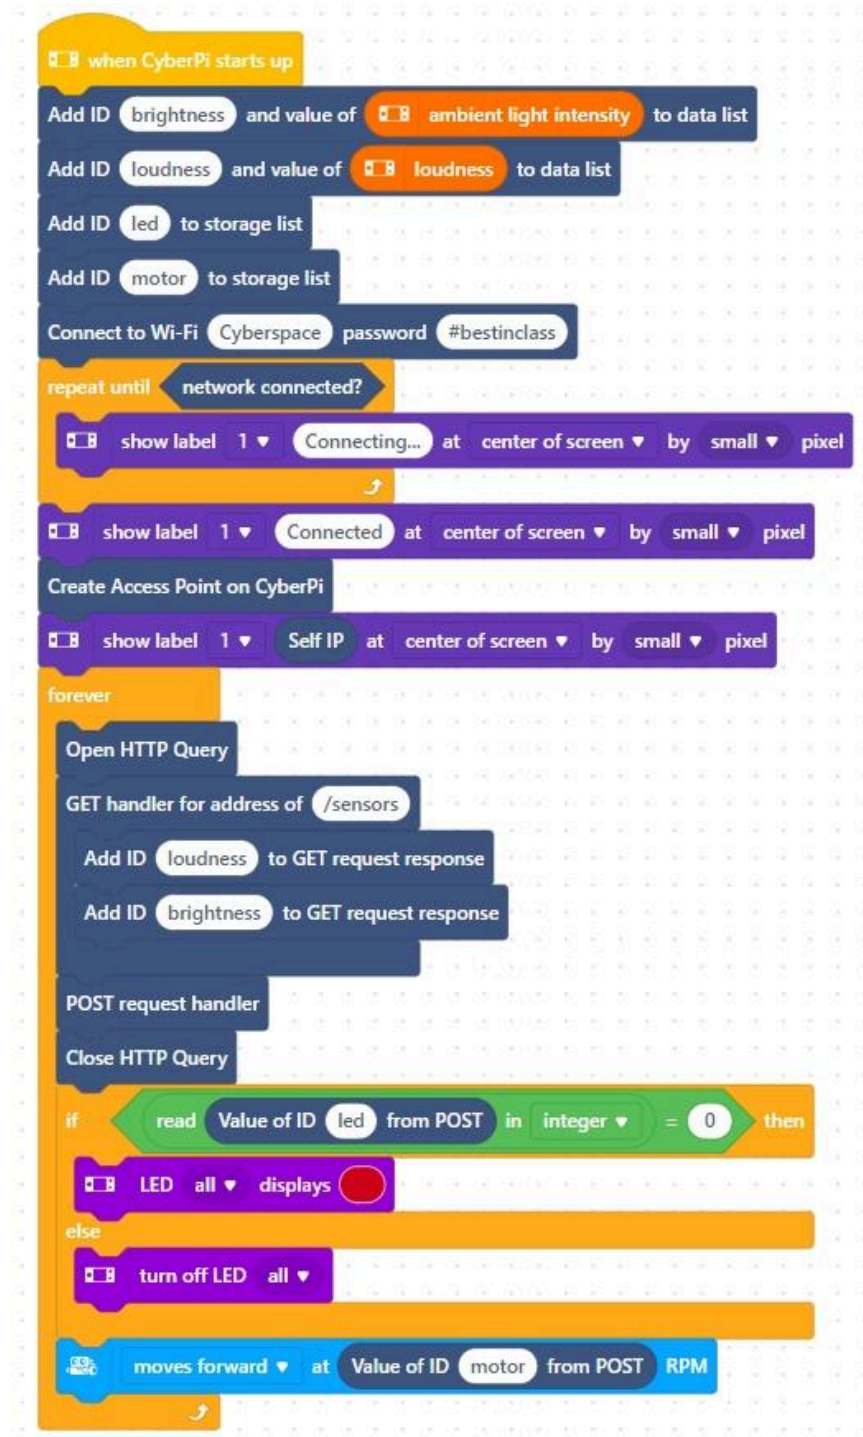 when CyberPi starts up
Add ID brightness and value of ambient light intensity to data list
Add ID loudness and value of loudness to data list
Add ID led to storage list
Add ID motor to storage list
Connect to Wi-Fi Cyberspace password #bestinclass
repeat until network connected?
show label 1 Connecting... at center of screen by small pixel
show label 1 Connected at center of screen by small pixel
Create Access Point on CyberPi
show label 1 Self IP at center of screen by small pixel
forever
Open HTTP Query
GET handler for address of /sensors
Add ID loudness to GET request response
Add ID brightness to GET request response
POST request handler
Close HTTP Query
if read Value of ID led from POST in integer = 0 then
LED all displays
else
turn off LED all
moves forward at Value of ID motor from POST RPM